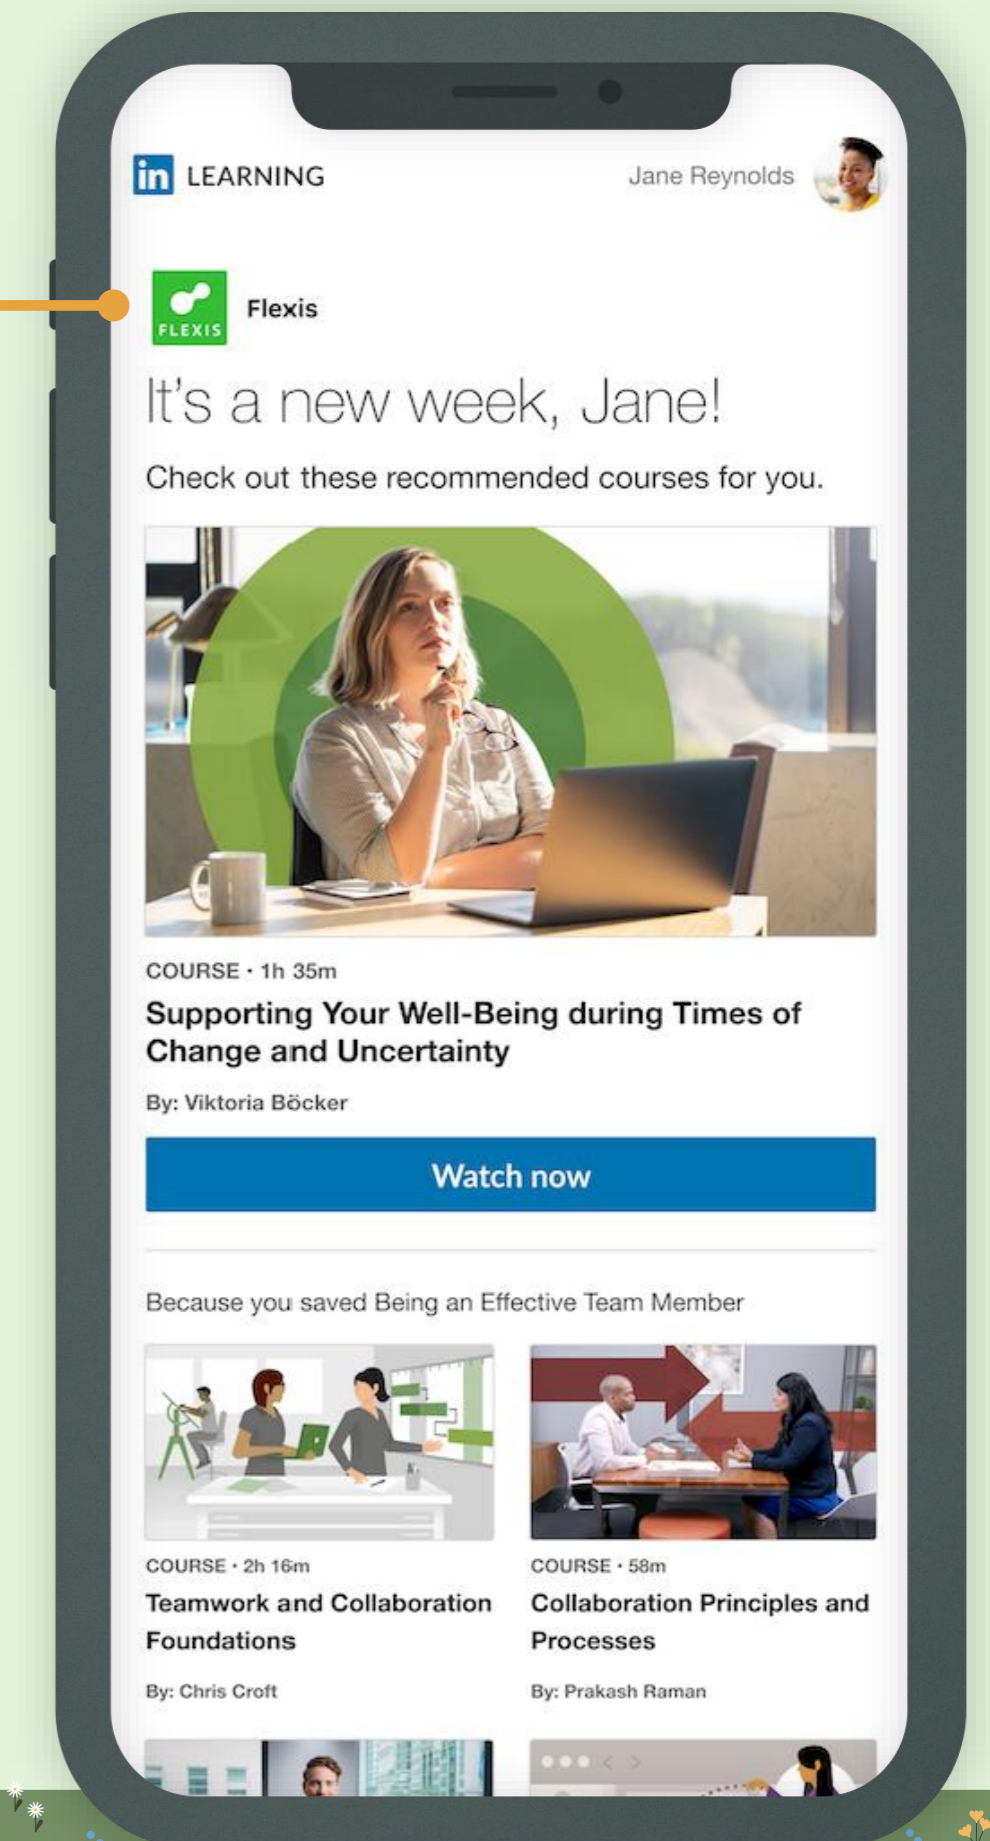 in LEARNING
Jane Reynolds
FLEXIS
Flexis
It's a new week, Jane!
Check out these recommended courses for you.
COURSE • 1h 35m
Supporting Your Well-Being during Times of
Change and Uncertainty
By: Viktoria Böcker
Watch now
Because you saved Being an Effective Team Member
COURSE • 2h 16m
Teamwork and Collaboration
Foundations
By: Chris Croft
COURSE • 58m
Collaboration Principles and
Processes
By: Prakash Raman